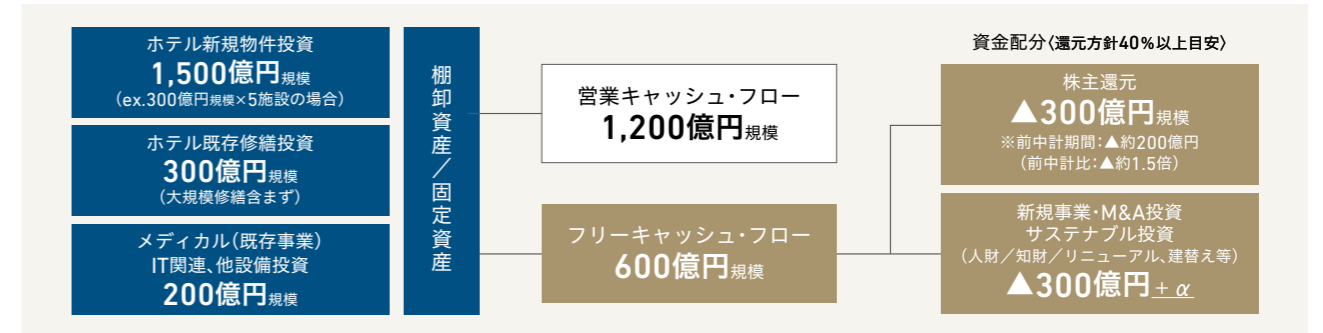 ホテル新規物件投資
1,500億円規模
(ex.300億円規模×5施設の場合)
ホテル既存修繕投資
300億円規模
(大規模修繕含まず)
メディカル(既存事業)
IT関連、他設備投資
200億円規模
棚卸資産/固定資産
営業キャッシュ・フロー
1,200億円規模
フリーキャッシュ・フロー
600億円規模
資金配分〈還元方針40%以上目安〉
株主還元
▲300億円規模
※前中計期間:▲約200億円
(前中計比:▲約1.5倍)
新規事業・M&A投資
サステナブル投資
(人財/知財/リニューアル、建替え等)
▲300億円+α